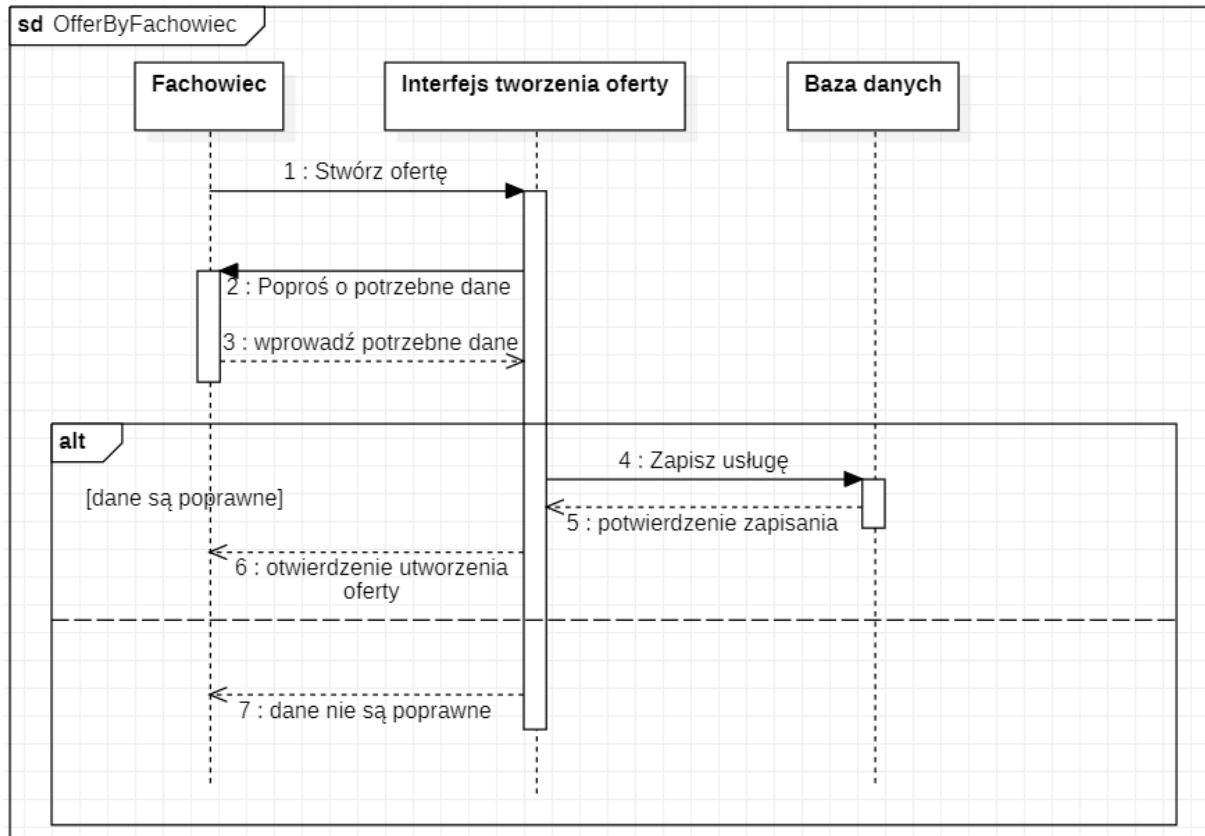 sd OfferByFachowiec
Fachowiec
Interfejs tworzenia oferty
Baza danych
1 : Stwórz ofertę
2 : Poproś o potrzebne dane
3 : wprowadź potrzebne dane
alt
4 : Zapisz usługę
[dane są poprawne]
5 : potwierdzenie zapisania
6 : otwierdzenie utworzenia
oferty
7 : dane nie są poprawne